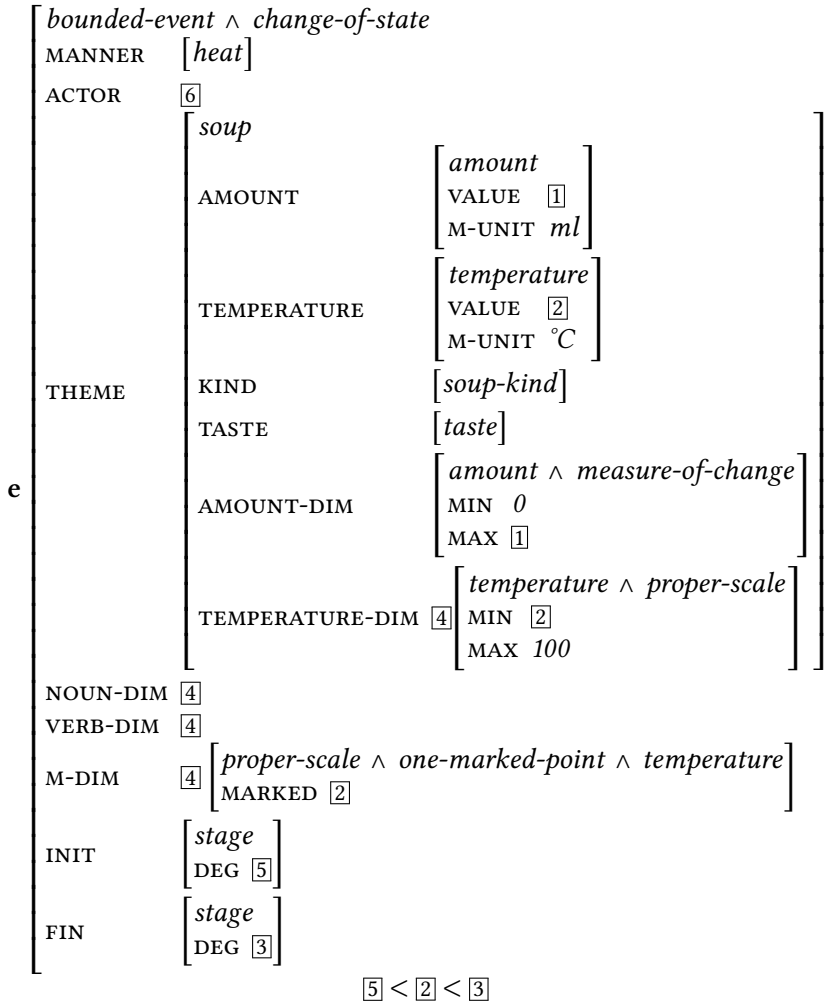 bounded-event ∧ change-of-state
MANNER [heat]
ACTOR 6
soup
amount
AMOUNT VALUE 1
M-UNIT ml
temperature
TEMPERATURE VALUE 2
M-UNIT °C
THEME KIND [soup-kind]
TASTE [taste]
e
amount ∧ measure-of-change
AMOUNT-DIM MIN 0
MAX 1
temperature ∧ proper-scale
TEMPERATURE-DIM 4 MIN 2
MAX 100
NOUN-DIM 4
VERB-DIM 4
M-DIM 4 proper-scale ∧ one-marked-point ∧ temperature
MARKED 2
INIT stage
DEG 5
FIN stage
DEG 3
5 < 2 < 3